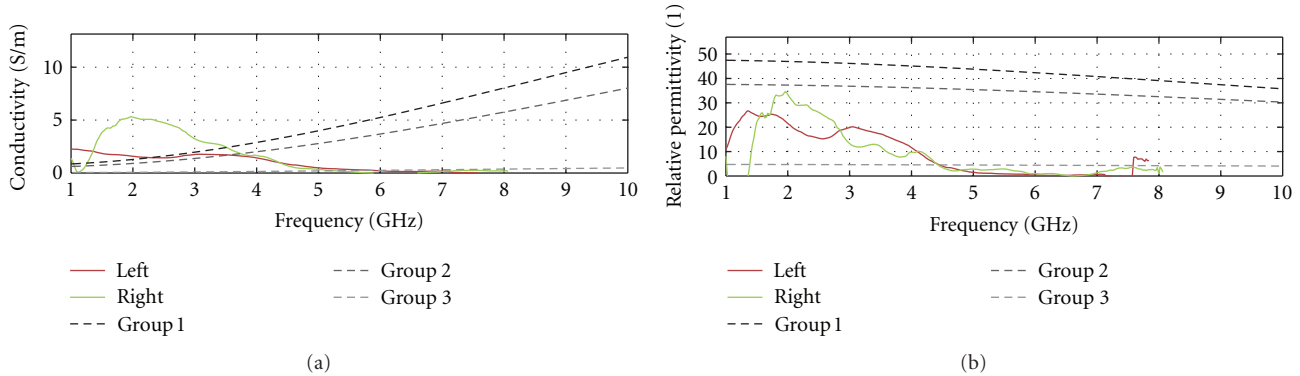 Conductivity (S/m)
10
5
0
1 2 3 4 5 6 7 8 9 10
Frequency (GHz)
Left
Right
Group 1
Group 2
Group 3
(a)
Relative permittivity (1)
50
40
30
20
10
0
1 2 3 4 5 6 7 8 9 10
Frequency (GHz)
Left
Right
Group 1
Group 2
Group 3
(b)